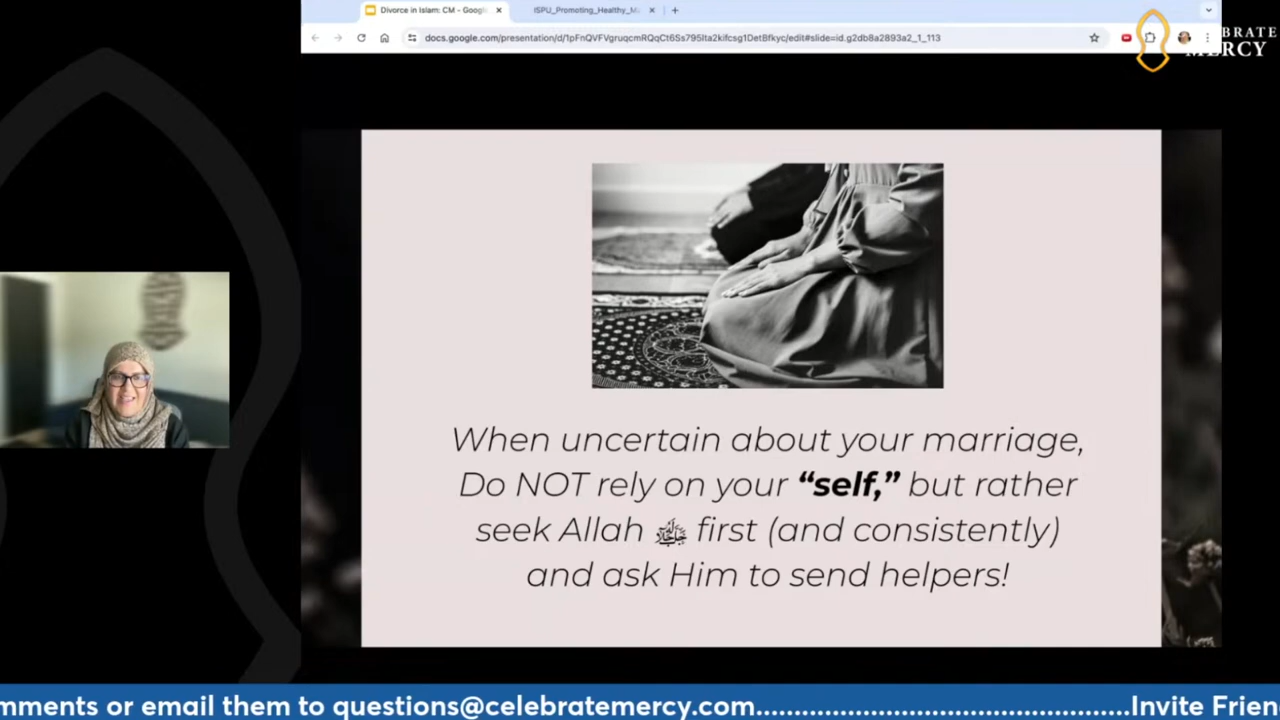 Divorce in Islam: CM - Google
ISPU_Promoting_Healthy_Ma
docs.google.com/presentation/d/1pFnQVFVgruqcmRQqCt6Ss795lta2kifcsg1DetBfkyc/edit#slide=id.g2db8a2893a2_1_113
BRATE
MERCY
When uncertain about your marriage,
Do NOT rely on your “self,” but rather
seek Allah ﷻ first (and consistently)
and ask Him to send helpers!
mments or email them to questions@celebratemercy.com.............................................Invite Frien